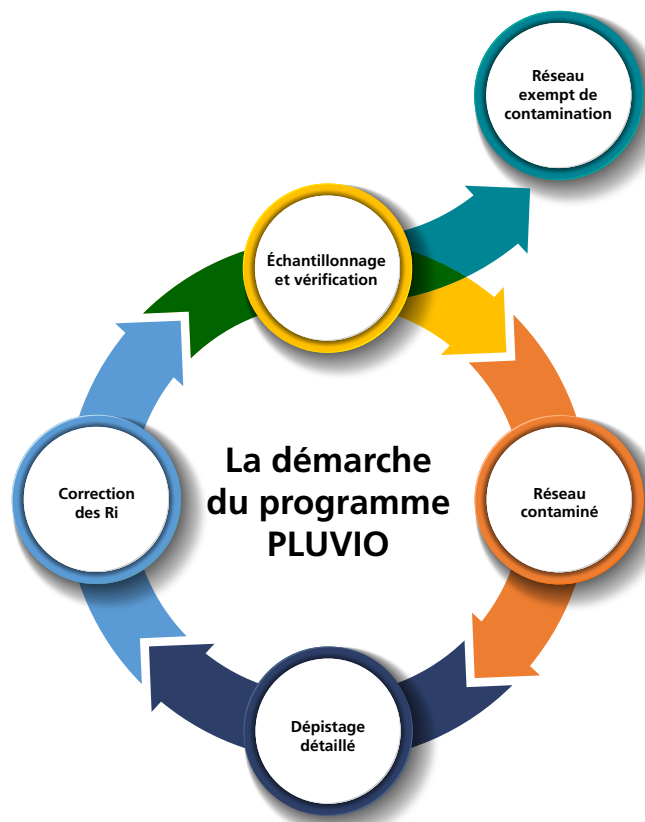 Réseau
exempt de
contamination
Échantillonnage
et vérification
La démarche
du programme
PLUVIO
Correction
des Ri
Réseau
contaminé
Dépistage
détaillé